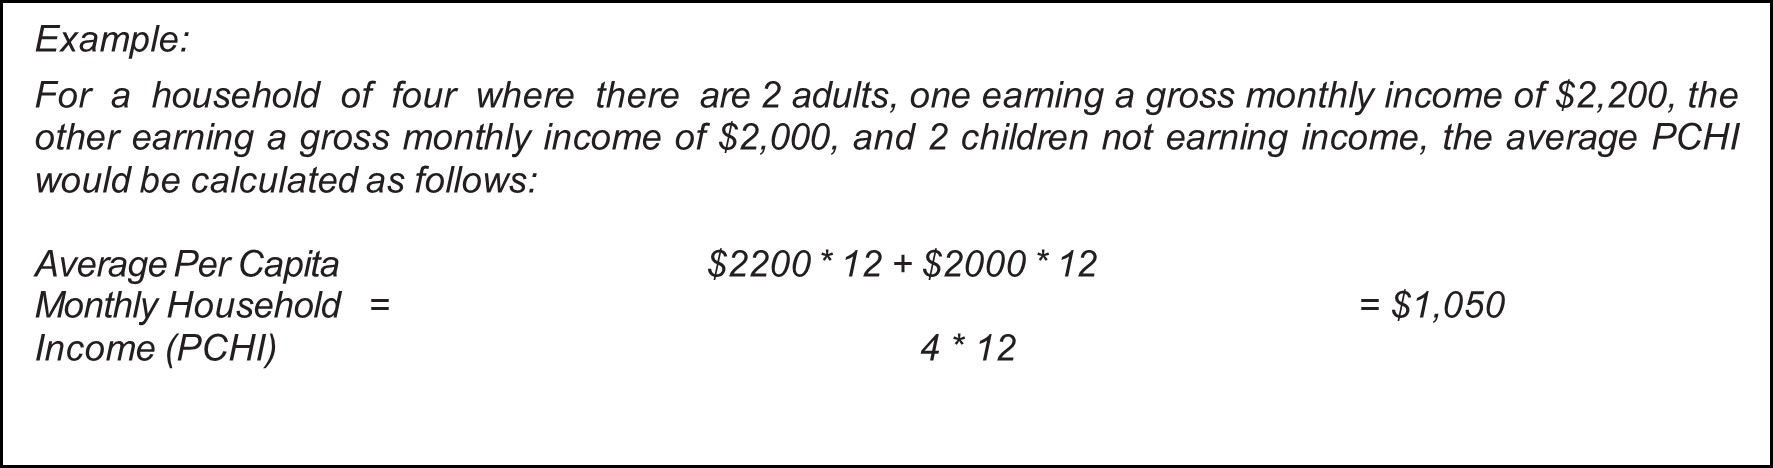 Example:
For a household of four where there are 2 adults, one earning a gross monthly income of $2,200, the
other earning a gross monthly income of $2,000, and 2 children not earning income, the average PCHI
would be calculated as follows:
Average Per Capita $2200 * 12 + $2000 * 12
Monthly Household = = $1,050
Income (PCHI) 4 * 12